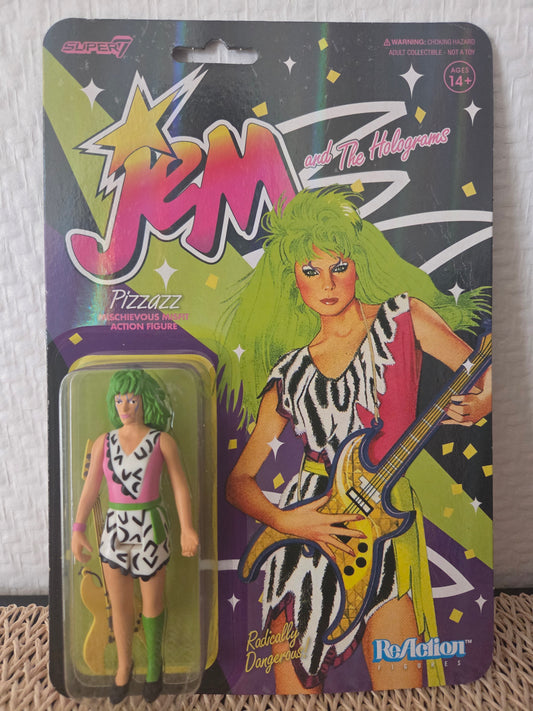 SUPER7
⚠WARNING: CHOKING HAZARD
ADULT COLLECTIBLE - NOT A TOY
AGES
14+
JEM
and The Holograms
Pizzazz
MISCHIEVOUS MISFIT
ACTION FIGURE
Radically
Dangerous
ReAction™
FIGURES